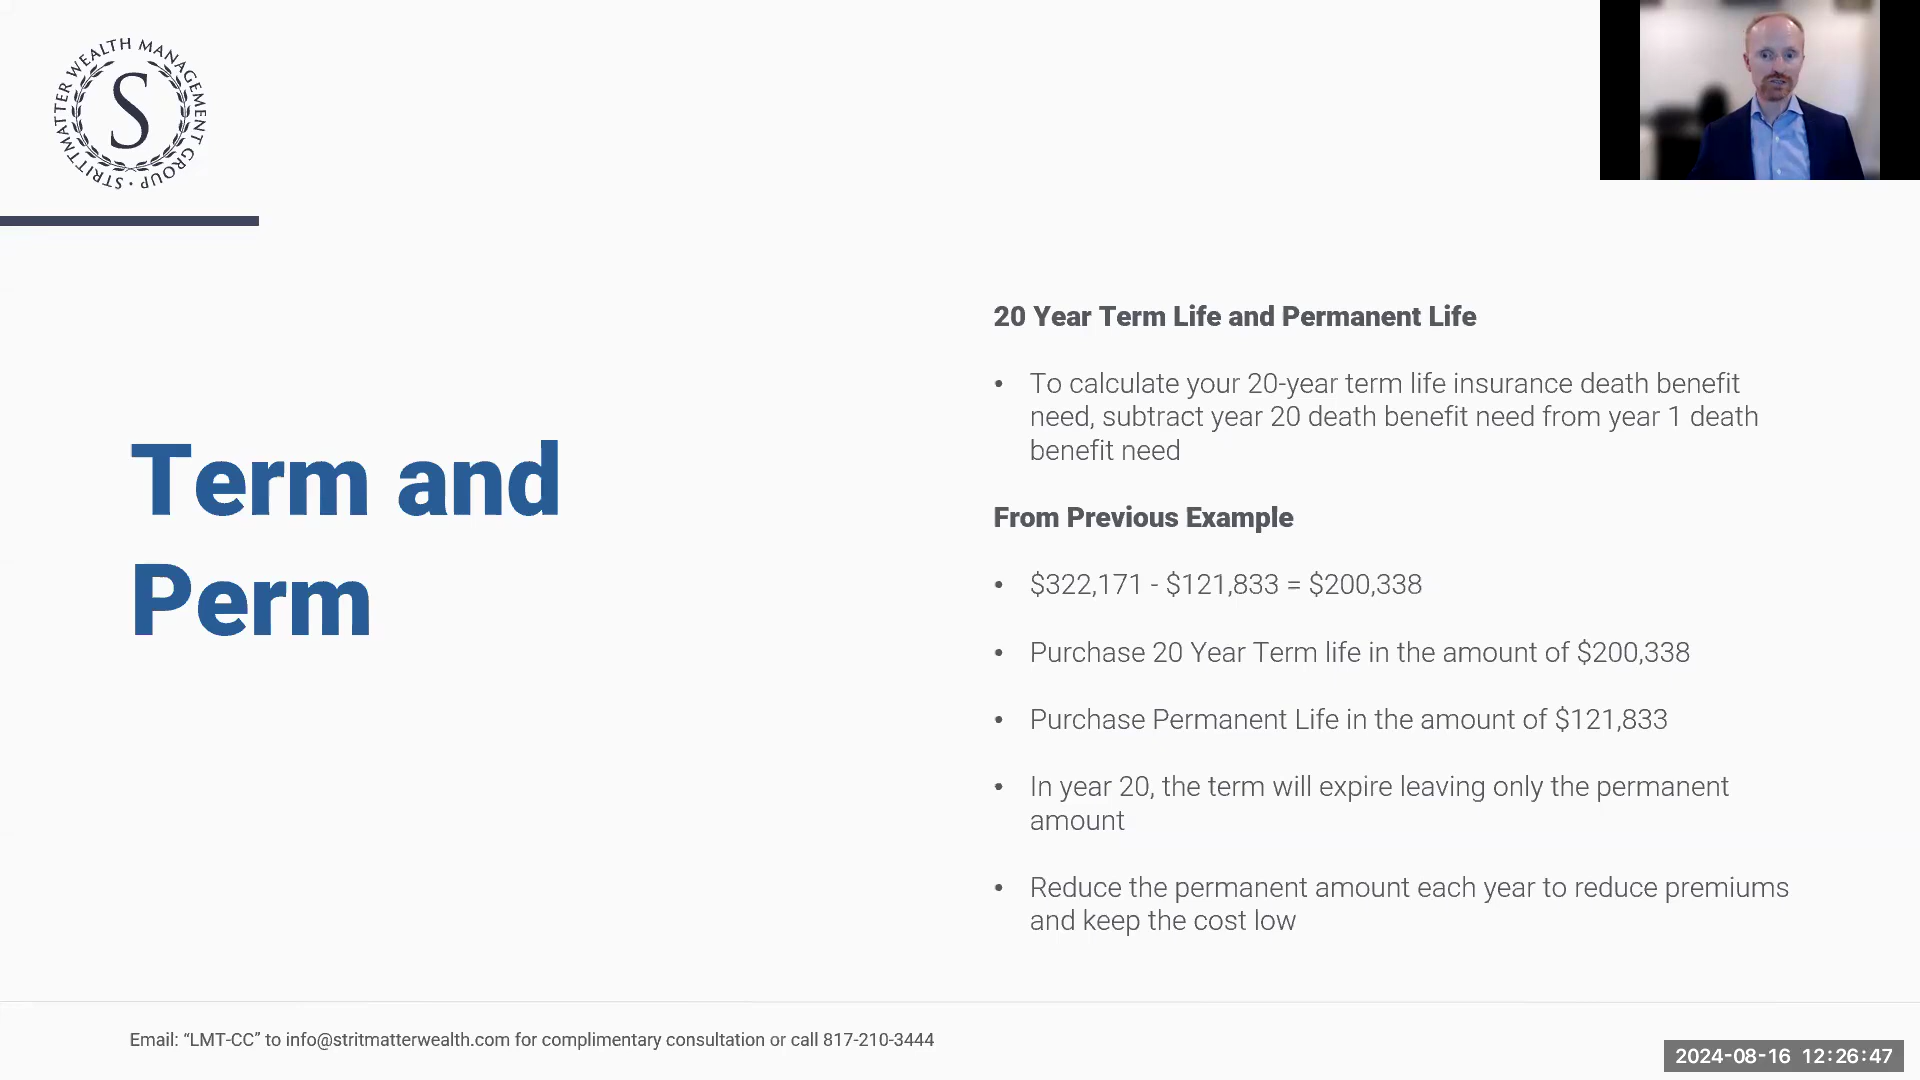 STRITTMATTER WEALTH MANAGEMENT GROUP •
S
20 Year Term Life and Permanent Life
• To calculate your 20-year term life insurance death benefit
need, subtract year 20 death benefit need from year 1 death
benefit need
Term and
Perm
From Previous Example
• $322,171 - $121,833 = $200,338
• Purchase 20 Year Term life in the amount of $200,338
• Purchase Permanent Life in the amount of $121,833
• In year 20, the term will expire leaving only the permanent
amount
• Reduce the permanent amount each year to reduce premiums
and keep the cost low
Email: “LMT-CC” to info@stritmatterwealth.com for complimentary consultation or call 817-210-3444
2024-08-16 12:26:47